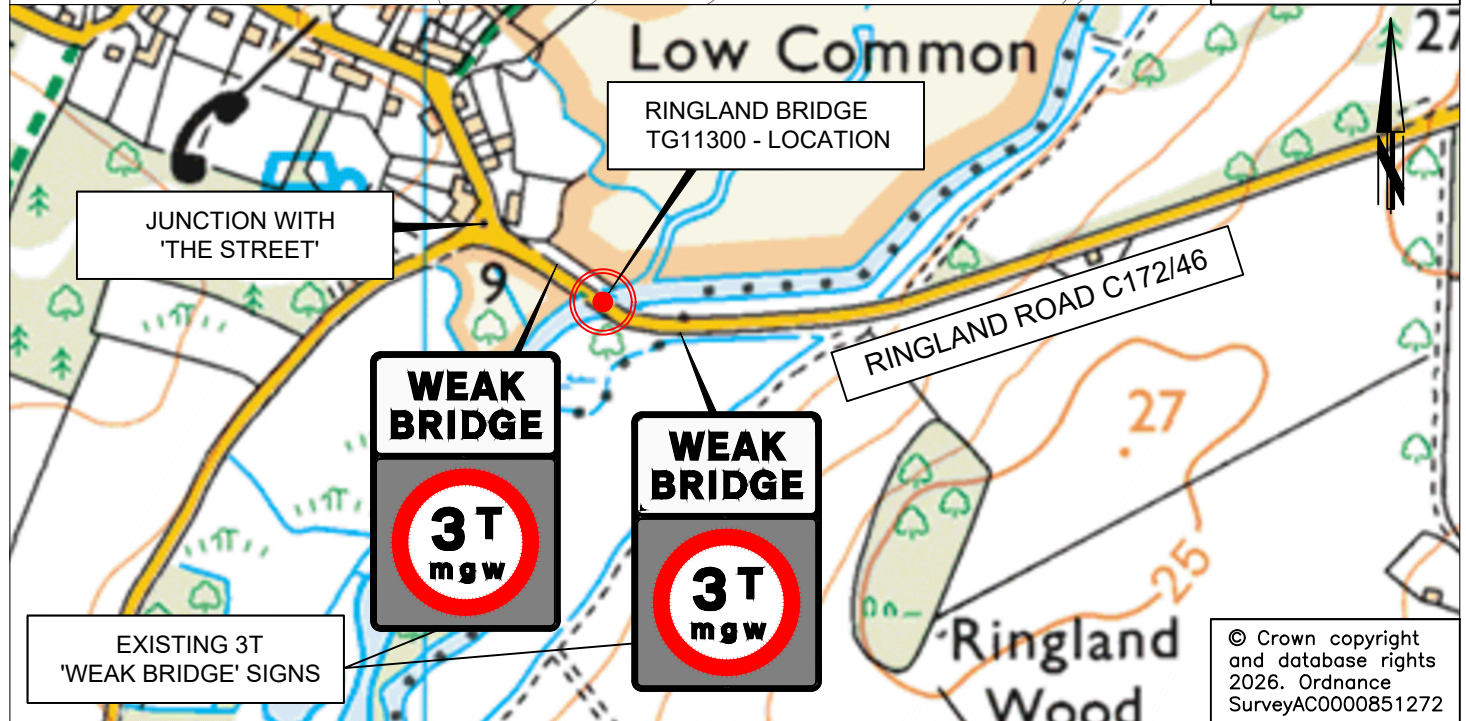 Low Common
27
RINGLAND BRIDGE
TG11300 - LOCATION
N
JUNCTION WITH
'THE STREET'
9
RINGLAND ROAD C172/46
WEAK
BRIDGE
3T
mgw
WEAK
BRIDGE
3T
mgw
27
25
EXISTING 3T
'WEAK BRIDGE' SIGNS
Ringland
Wood
© Crown copyright
and database rights
2026. Ordnance
SurveyAC0000851272